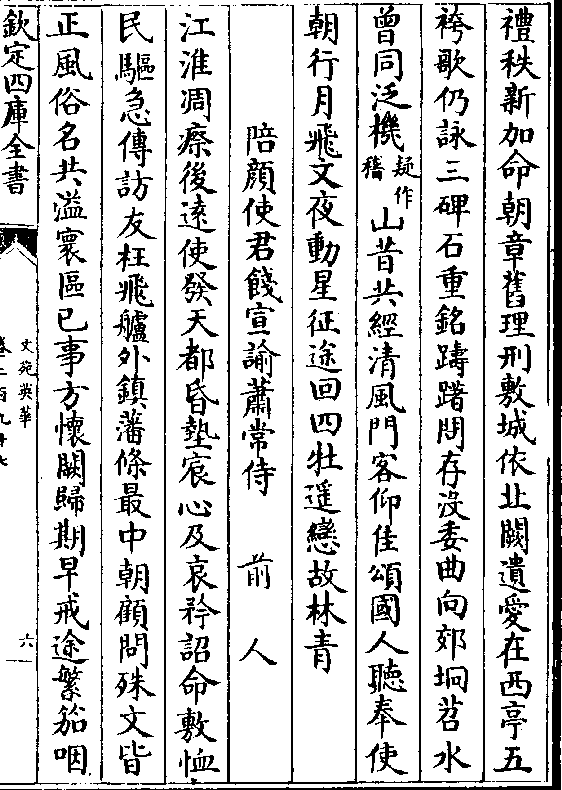 禮秩新加命朝章舊理刑敷城依北闕遺愛在西亭五
袴歌仍詠三碑石重銘躊躇問存沒委曲向郊坰苕水
曾同泛機疑作稽山昔共經清風門客仰佳頌國人聽奉使
朝行月飛文夜動星征途回四牡遥戀故林青
陪顔使君餞宣諭蕭常侍 前人
江淮凋瘵後逺使發天都昏墊宸心及哀矜詔命敷恤
民驅急傳訪友枉飛艫外鎮藩條最中朝顧問殊文皆
正風俗名共溢寰區已事方懷闕歸期早戒途繁笳咽
欽定四庫全書
文苑英華
卷二百九十七
六